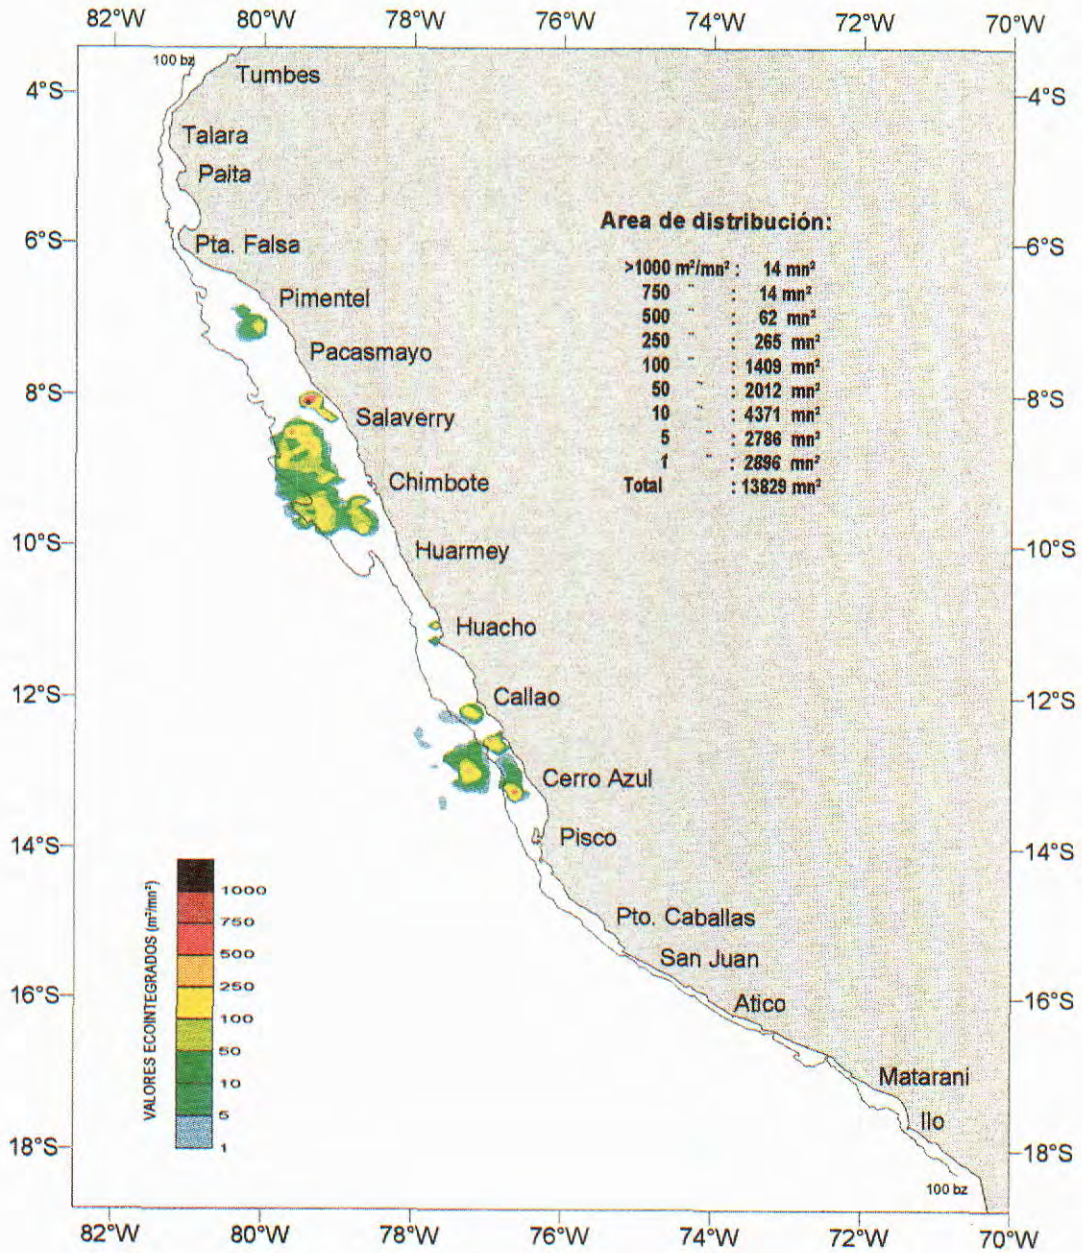 82°W 80°W 78°W 76°W 74°W 72°W 70°W
100 bz
Tumbes
4°S 4°S
Talara
Paita
Area de distribución:
6°S 6°S
Pta. Falsa
>1000 m²/mn² : 14 mn²
750 " : 14 mn²
500 " : 62 mn²
250 " : 265 mn²
100 " : 1409 mn²
50 " : 2012 mn²
10 " : 4371 mn²
5 " : 2786 mn²
1 " : 2896 mn²
Total : 13829 mn²
Pimentel
Pacasmayo
8°S 8°S
Salaverry
Chimbote
10°S 10°S
Huarmey
Huacho
12°S 12°S
Callao
Cerro Azul
14°S 14°S
Pisco
VALORES ECOINTEGRADOS (m²/mn²)
1000
750
500
250
100
50
10
5
1
Pto. Caballas
San Juan
16°S 16°S
Atico
Matarani
Ilo
18°S 18°S
100 bz
82°W 80°W 78°W 76°W 74°W 72°W 70°W